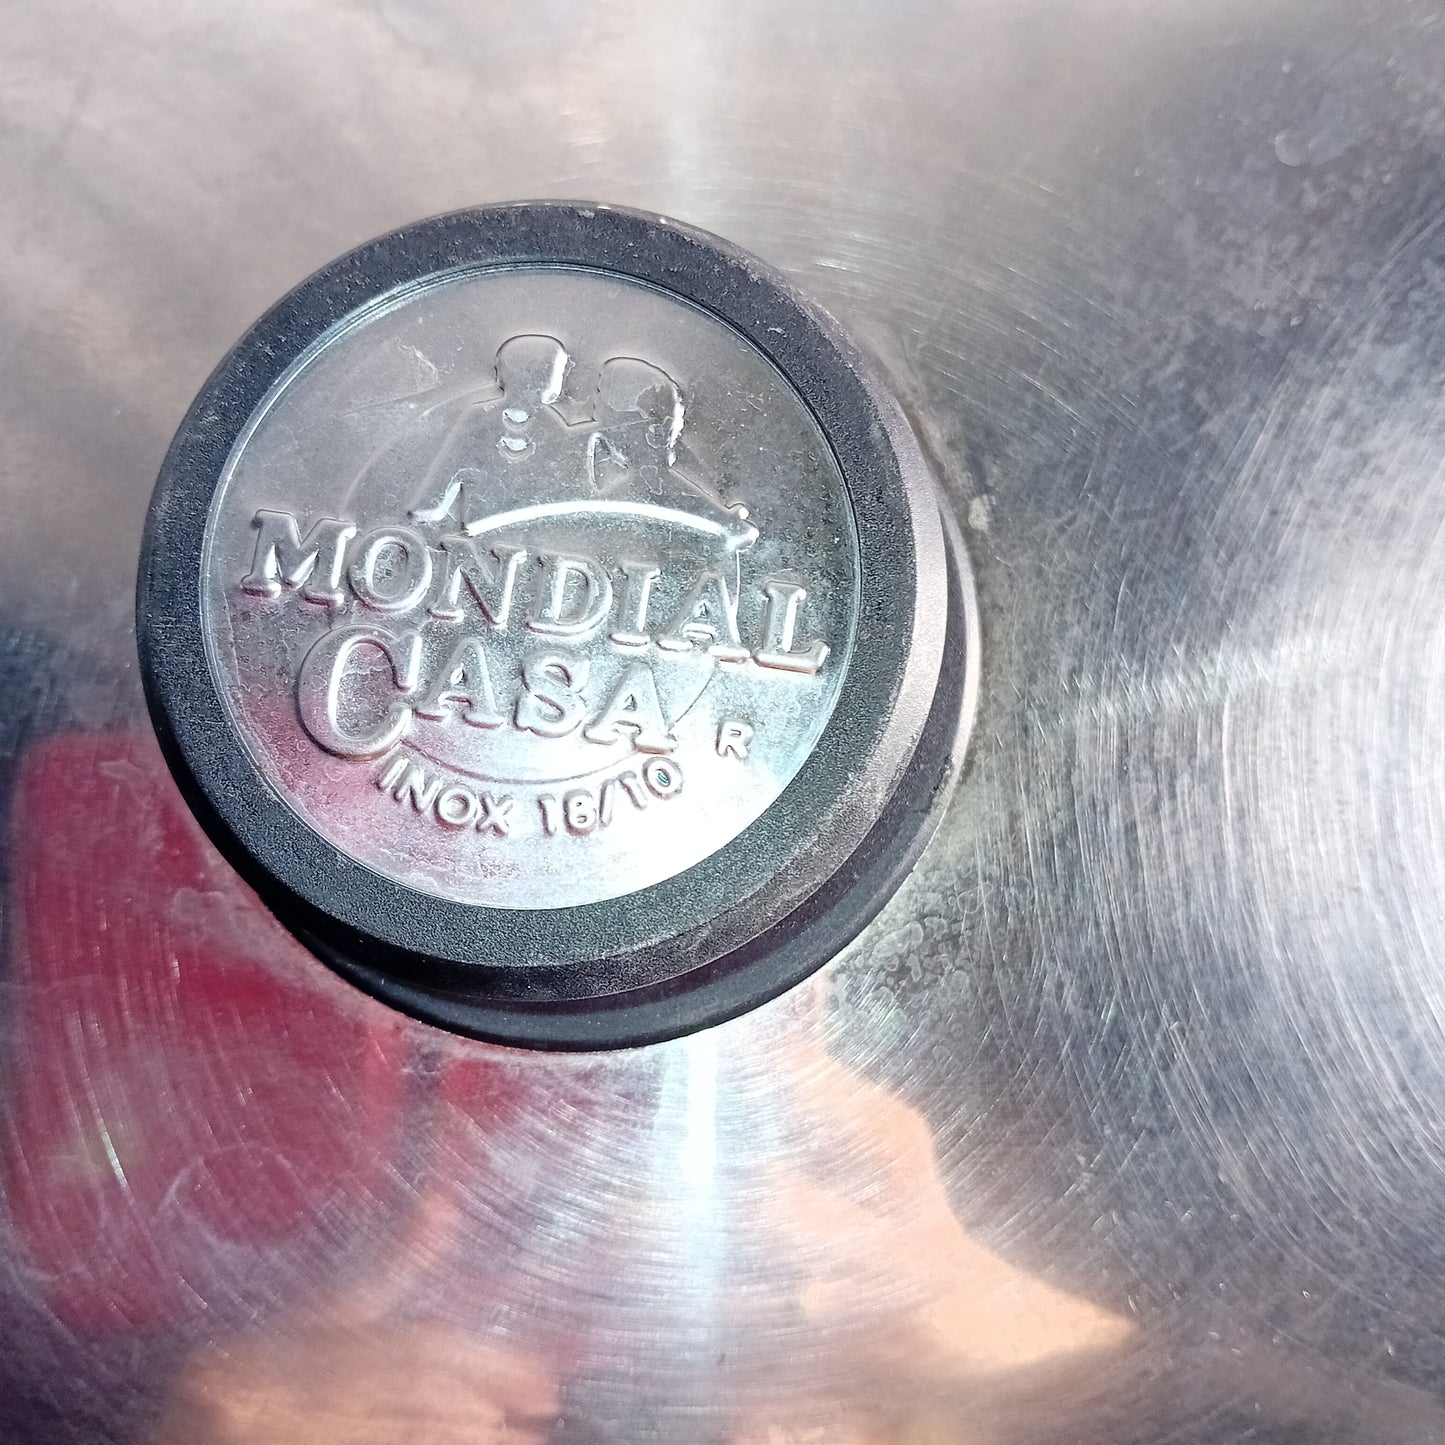 MONDIAL
CASA R
INOX 18/10